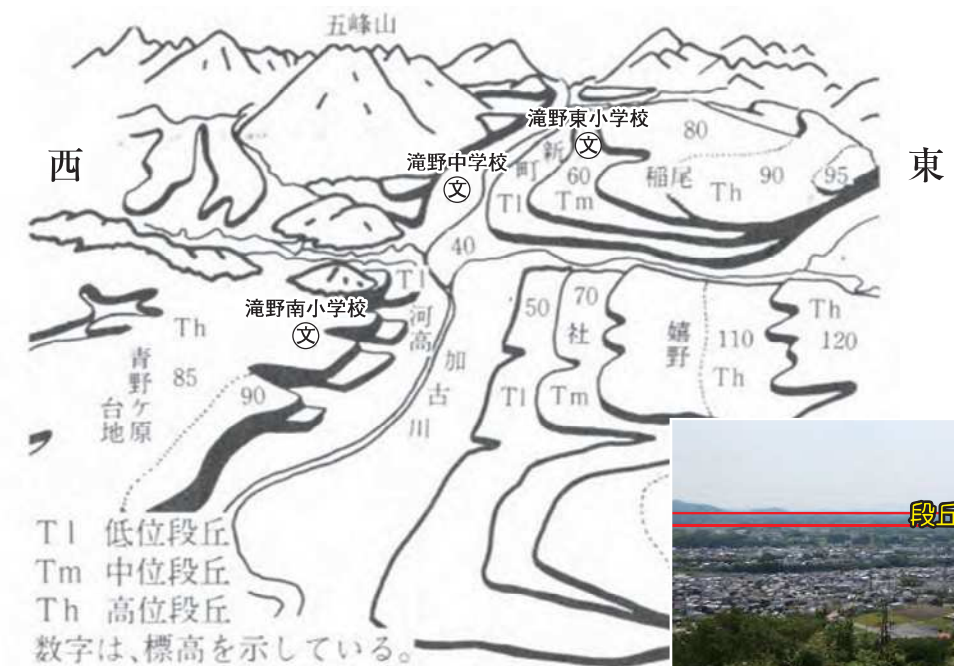 五峰山
西
東
滝野東小学校
文
滝野中学校
文
新町
80
60
稲尾
90
95
Tl
Tm
Th
40
滝野南小学校
文
Tl
河高
加古川
Th
85
90
青野ヶ原
台地
50
70
社
嬉野
110
Th
120
Tl
Tm
Th
段丘
Tl 低位段丘
Tm 中位段丘
Th 高位段丘
数字は、標高を示している。